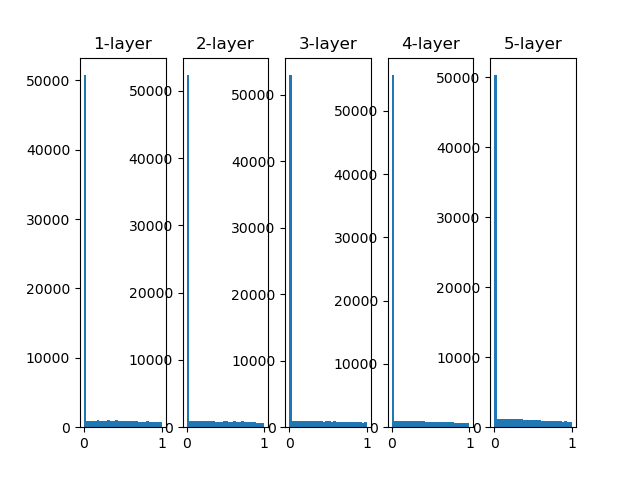 1-layer 2-layer 3-layer 4-layer 5-layer
50000 50000 50000 50000 50000
40000 40000 40000 40000 40000
30000 30000 30000 30000 30000
20000 20000 20000 20000 20000
10000 10000 10000 10000 10000
0 0 0 0 0
0 1 0 1 0 1 0 1 0 1